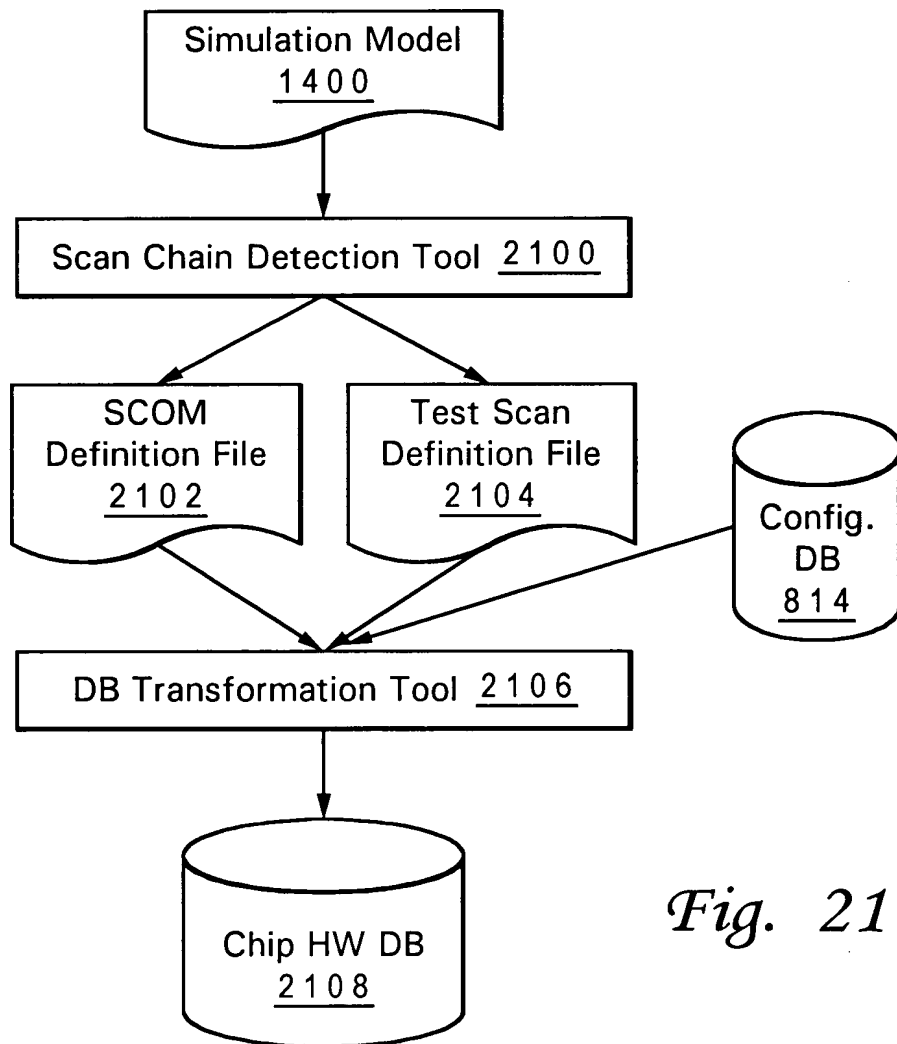 Simulation Model
1400
Scan Chain Detection Tool 2100
SCOM
Definition File
2102
Test Scan
Definition File
2104
Config.
DB
814
DB Transformation Tool 2106
Chip HW DB
2108
Fig. 21